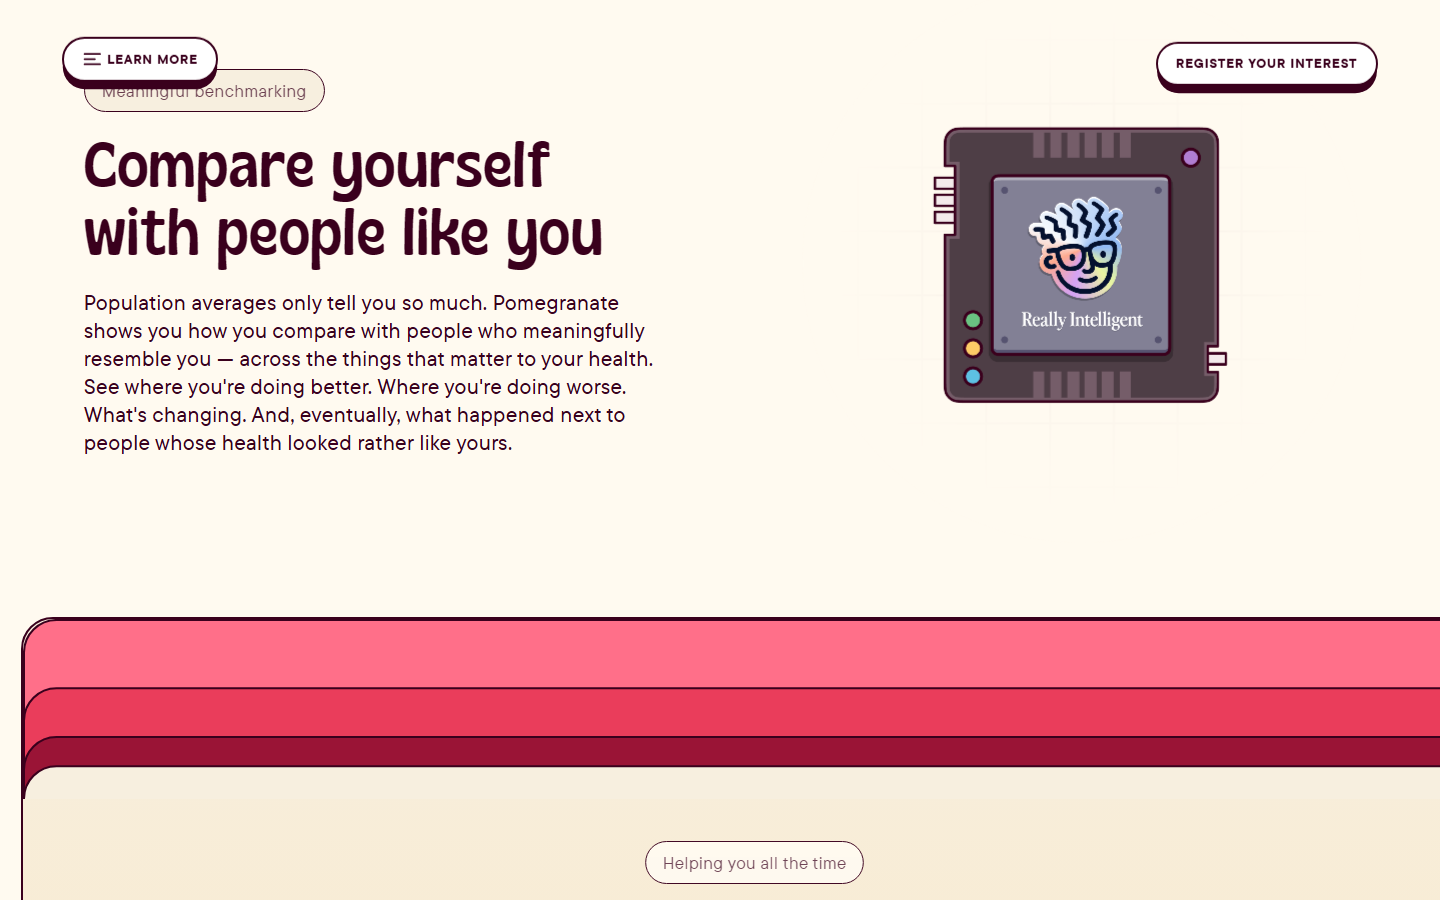 LEARN MORE
REGISTER YOUR INTEREST
Meaningful benchmarking
Compare yourself
with people like you
Population averages only tell you so much. Pomegranate
shows you how you compare with people who meaningfully
resemble you — across the things that matter to your health.
See where you're doing better. Where you're doing worse.
What's changing. And, eventually, what happened next to
people whose health looked rather like yours.
Really Intelligent
Helping you all the time